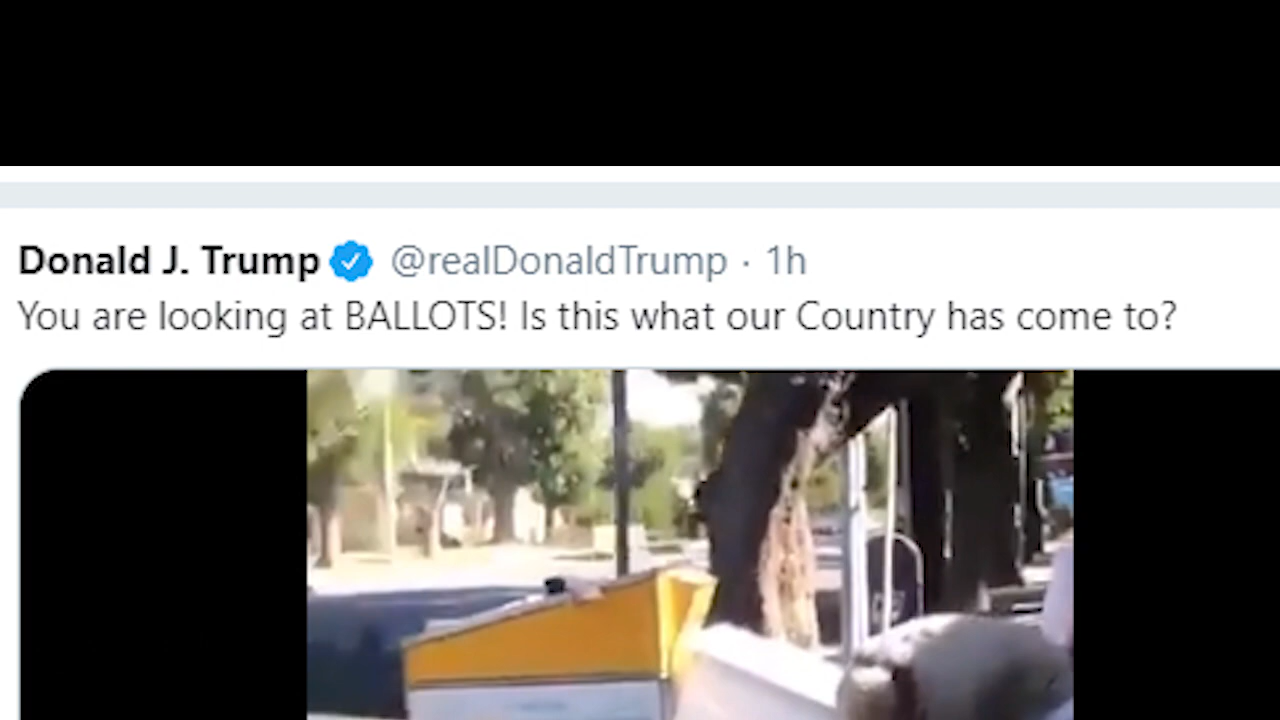 Donald J. Trump @realDonaldTrump · 1h
You are looking at BALLOTS! Is this what our Country has come to?